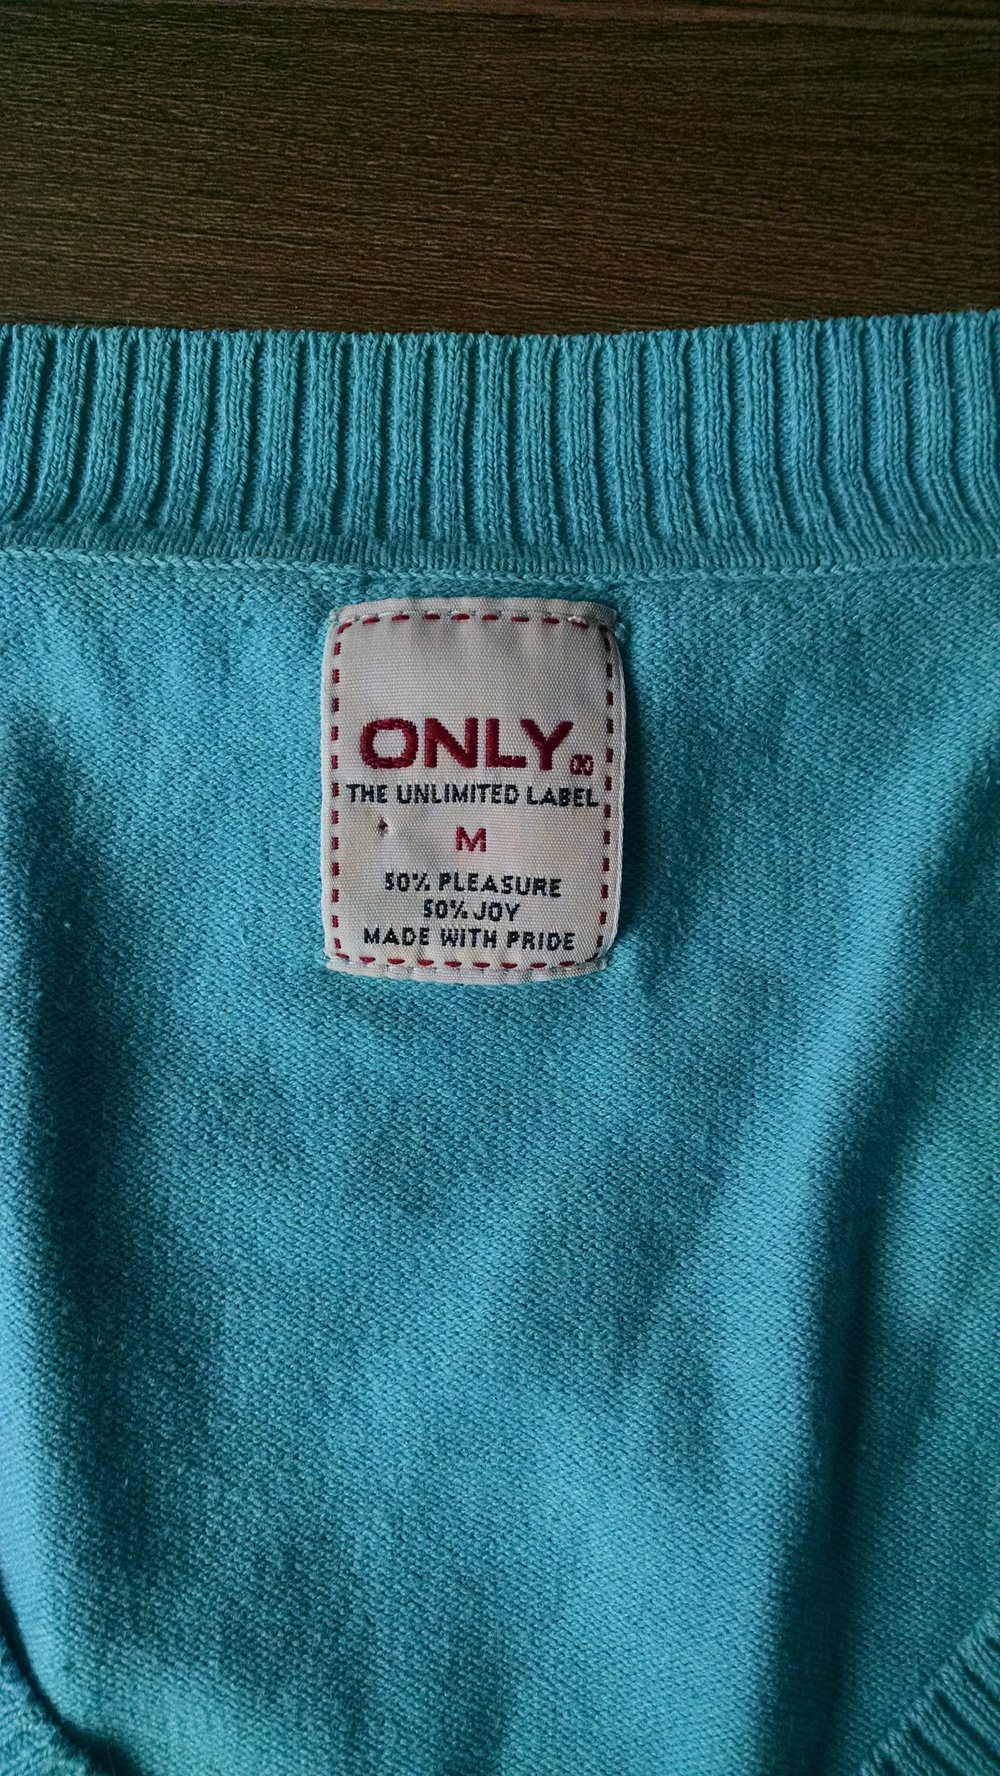 ONLY.
THE UNLIMITED LABEL
M
50% PLEASURE
50% JOY
MADE WITH PRIDE